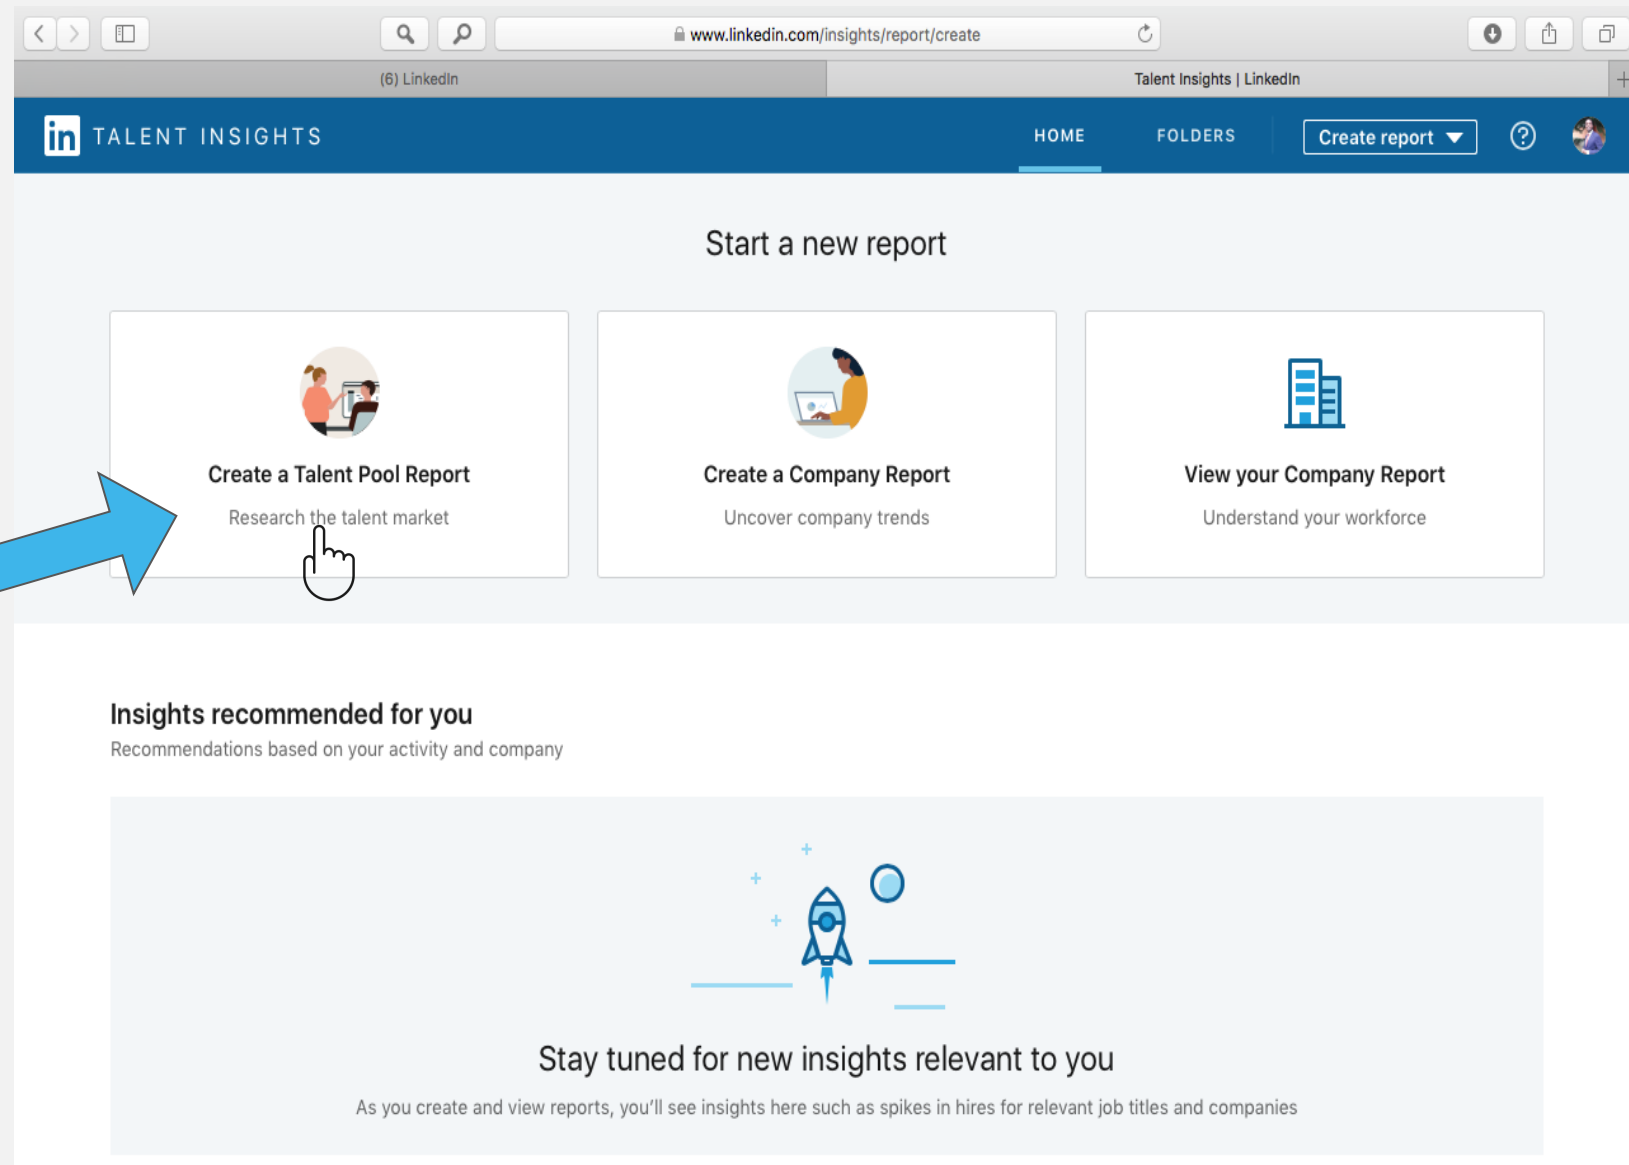 www.linkedin.com/insights/report/create
(6) LinkedIn
Talent Insights | LinkedIn
in TALENT INSIGHTS
HOME
FOLDERS
Create report
?
Start a new report
Create a Talent Pool Report
Research the talent market
Create a Company Report
Uncover company trends
View your Company Report
Understand your workforce
Insights recommended for you
Recommendations based on your activity and company
Stay tuned for new insights relevant to you
As you create and view reports, you'll see insights here such as spikes in hires for relevant job titles and companies